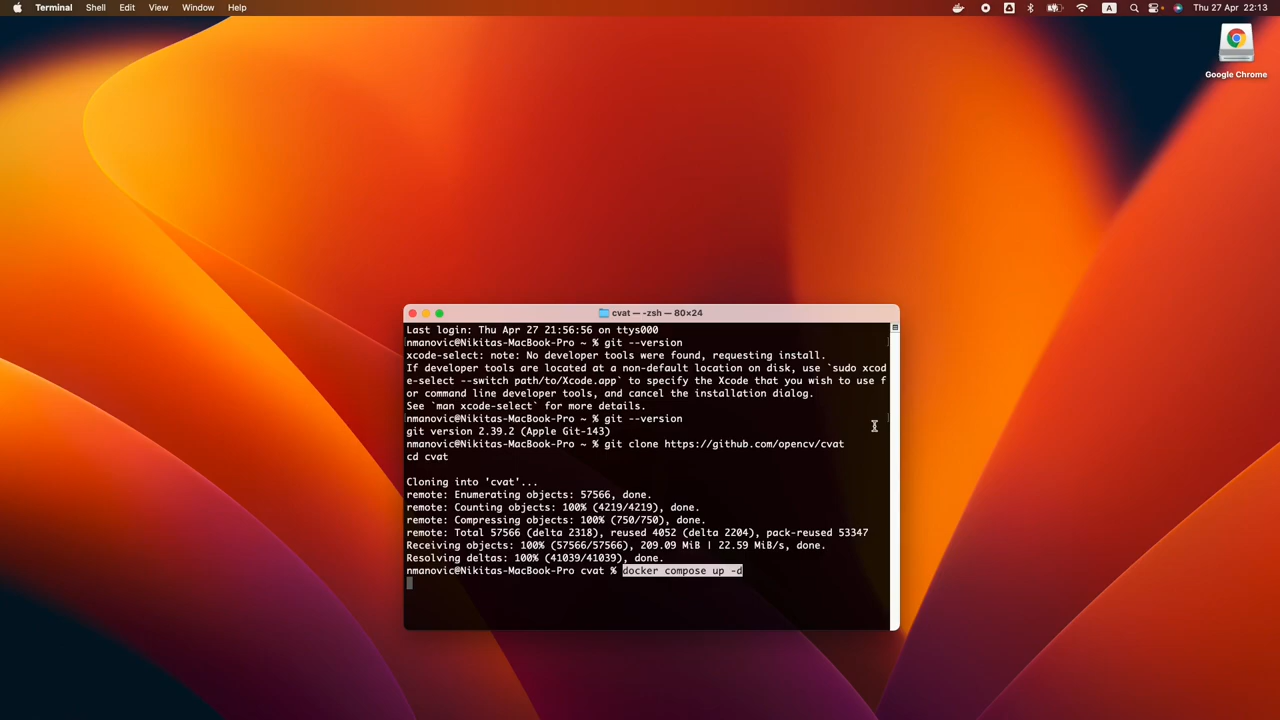 Terminal Shell Edit View Window Help
A Thu 27 Apr 22:13
Google Chrome
cvat — -zsh — 80×24
Last login: Thu Apr 27 21:56:56 on ttys000
nmanovic@Nikitas-MacBook-Pro ~ % git --version
xcode-select: note: No developer tools were found, requesting install.
If developer tools are located at a non-default location on disk, use `sudo xcod
e-select --switch path/to/Xcode.app` to specify the Xcode that you wish to use f
or command line developer tools, and cancel the installation dialog.
See `man xcode-select` for more details.
nmanovic@Nikitas-MacBook-Pro ~ % git --version
git version 2.39.2 (Apple Git-143)
nmanovic@Nikitas-MacBook-Pro ~ % git clone https://github.com/opencv/cvat
cd cvat
Cloning into 'cvat'...
remote: Enumerating objects: 57566, done.
remote: Counting objects: 100% (4219/4219), done.
remote: Compressing objects: 100% (750/750), done.
remote: Total 57566 (delta 2318), reused 4052 (delta 2204), pack-reused 53347
Receiving objects: 100% (57566/57566), 209.09 MiB | 22.59 MiB/s, done.
Resolving deltas: 100% (41039/41039), done.
nmanovic@Nikitas-MacBook-Pro cvat % docker compose up -d